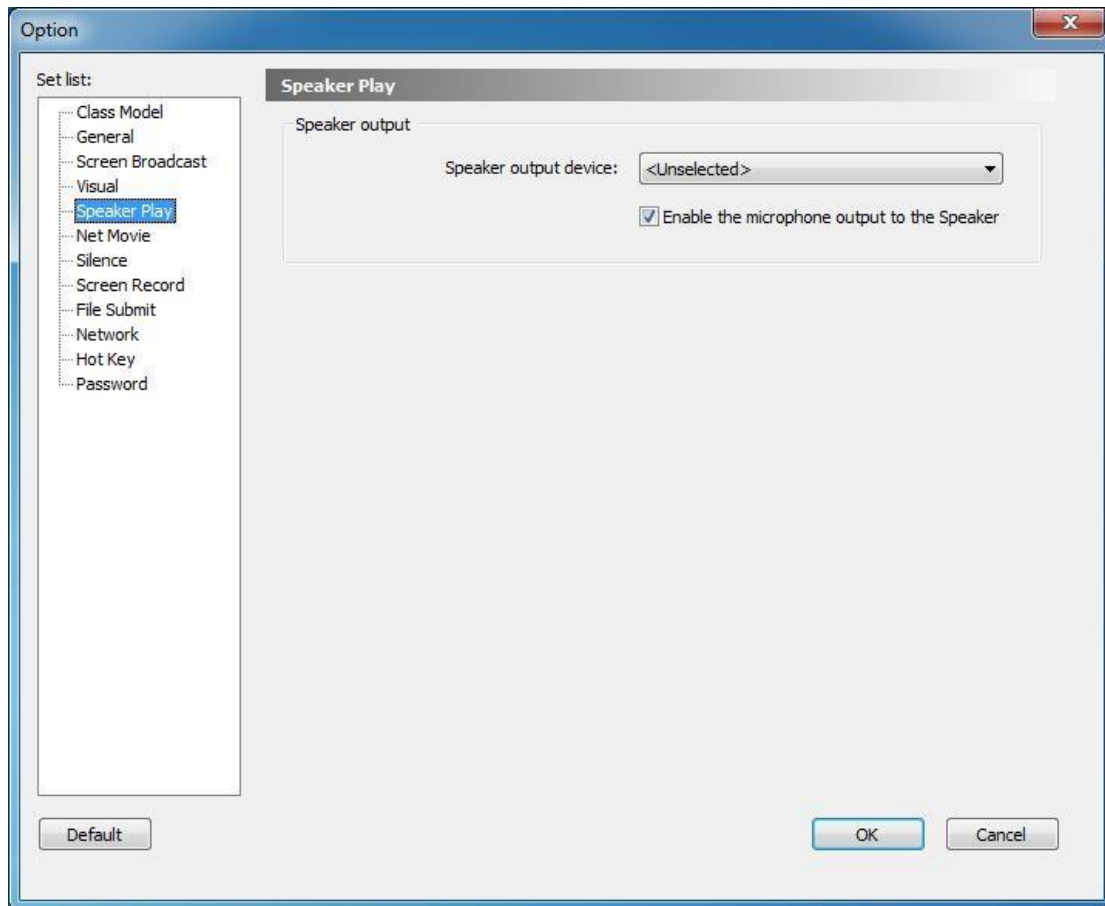 Option
Set list:
Class Model
General
Screen Broadcast
Visual
Speaker Play
Net Movie
Silence
Screen Record
File Submit
Network
Hot Key
Password
Speaker Play
Speaker output
Speaker output device: <Unselected>
Enable the microphone output to the Speaker
Default
OK
Cancel